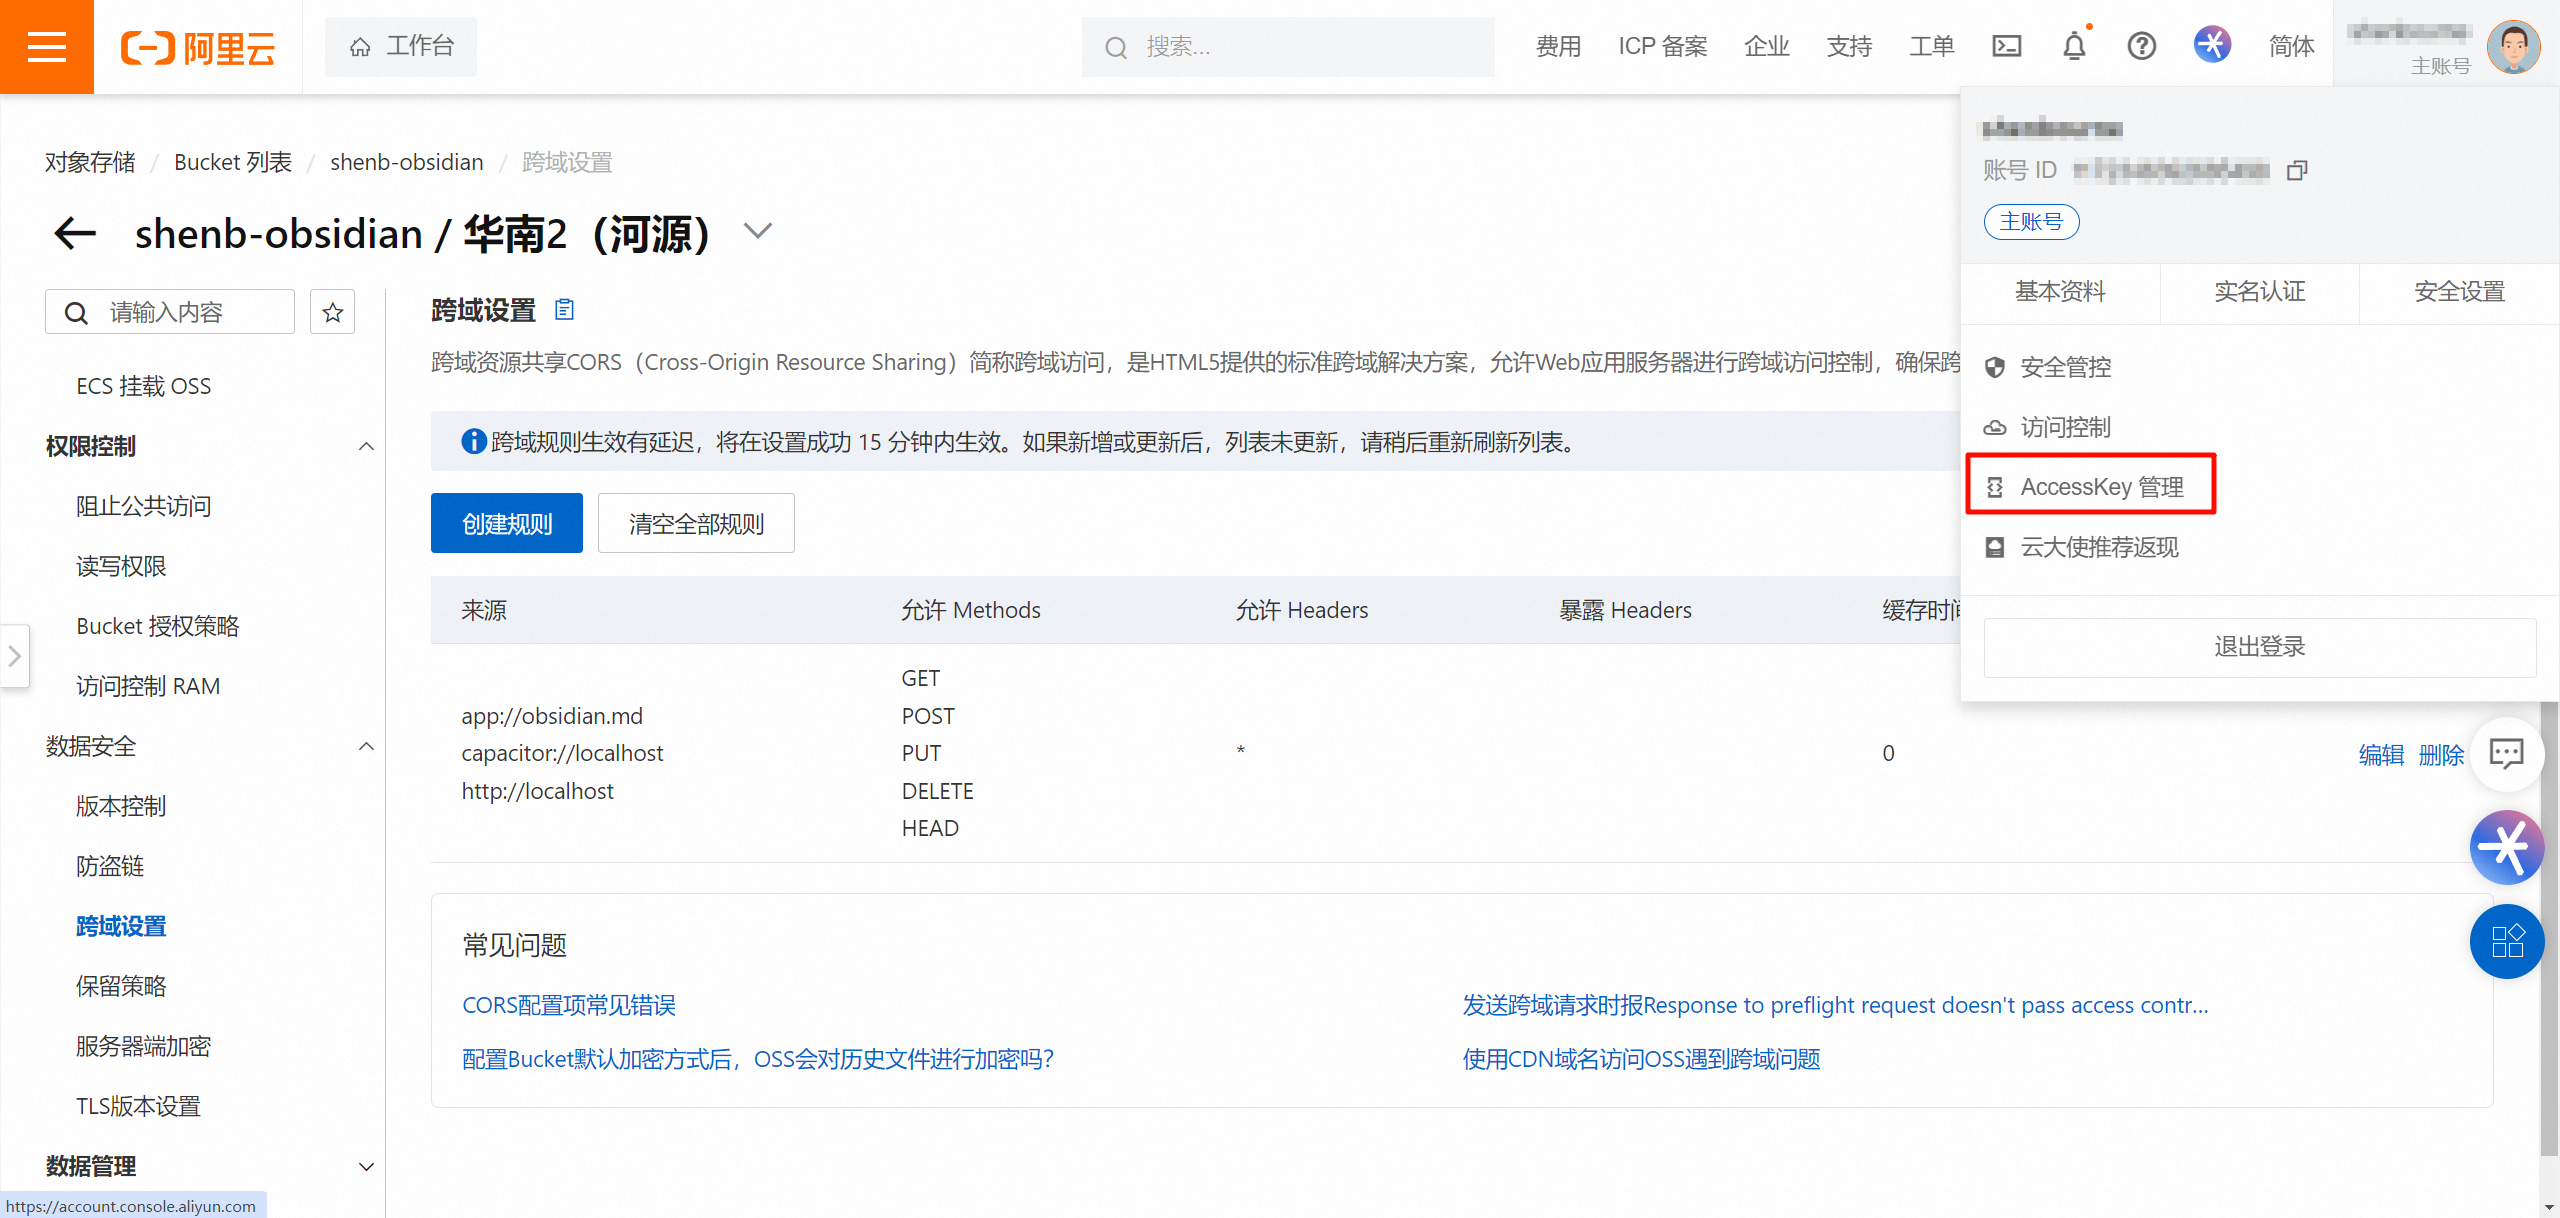 阿里云
工作台
搜索...
费用
ICP 备案
企业
支持
工单
简体
主账号
账号 ID
主账号
基本资料
实名认证
安全设置
安全管控
访问控制
AccessKey 管理
云大使推荐返现
退出登录
对象存储 / Bucket 列表 / shenb-obsidian / 跨域设置
shenb-obsidian / 华南2（河源）
请输入内容
ECS 挂载 OSS
权限控制
阻止公共访问
读写权限
Bucket 授权策略
访问控制 RAM
数据安全
版本控制
防盗链
跨域设置
保留策略
服务器端加密
TLS版本设置
数据管理
跨域设置
跨域资源共享CORS（Cross-Origin Resource Sharing）简称跨域访问，是HTML5提供的标准跨域解决方案，允许Web应用服务器进行跨域访问控制，确保跨
跨域规则生效有延迟，将在设置成功 15 分钟内生效。如果新增或更新后，列表未更新，请稍后重新刷新列表。
创建规则
清空全部规则
来源
允许 Methods
允许 Headers
暴露 Headers
缓存时间
app://obsidian.md
capacitor://localhost
http://localhost
GET
POST
PUT
DELETE
HEAD
*
0
编辑 删除
常见问题
CORS配置项常见错误
发送跨域请求时报Response to preflight request doesn't pass access contr...
配置Bucket默认加密方式后，OSS会对历史文件进行加密吗？
使用CDN域名访问OSS遇到跨域问题
https://account.console.aliyun.com